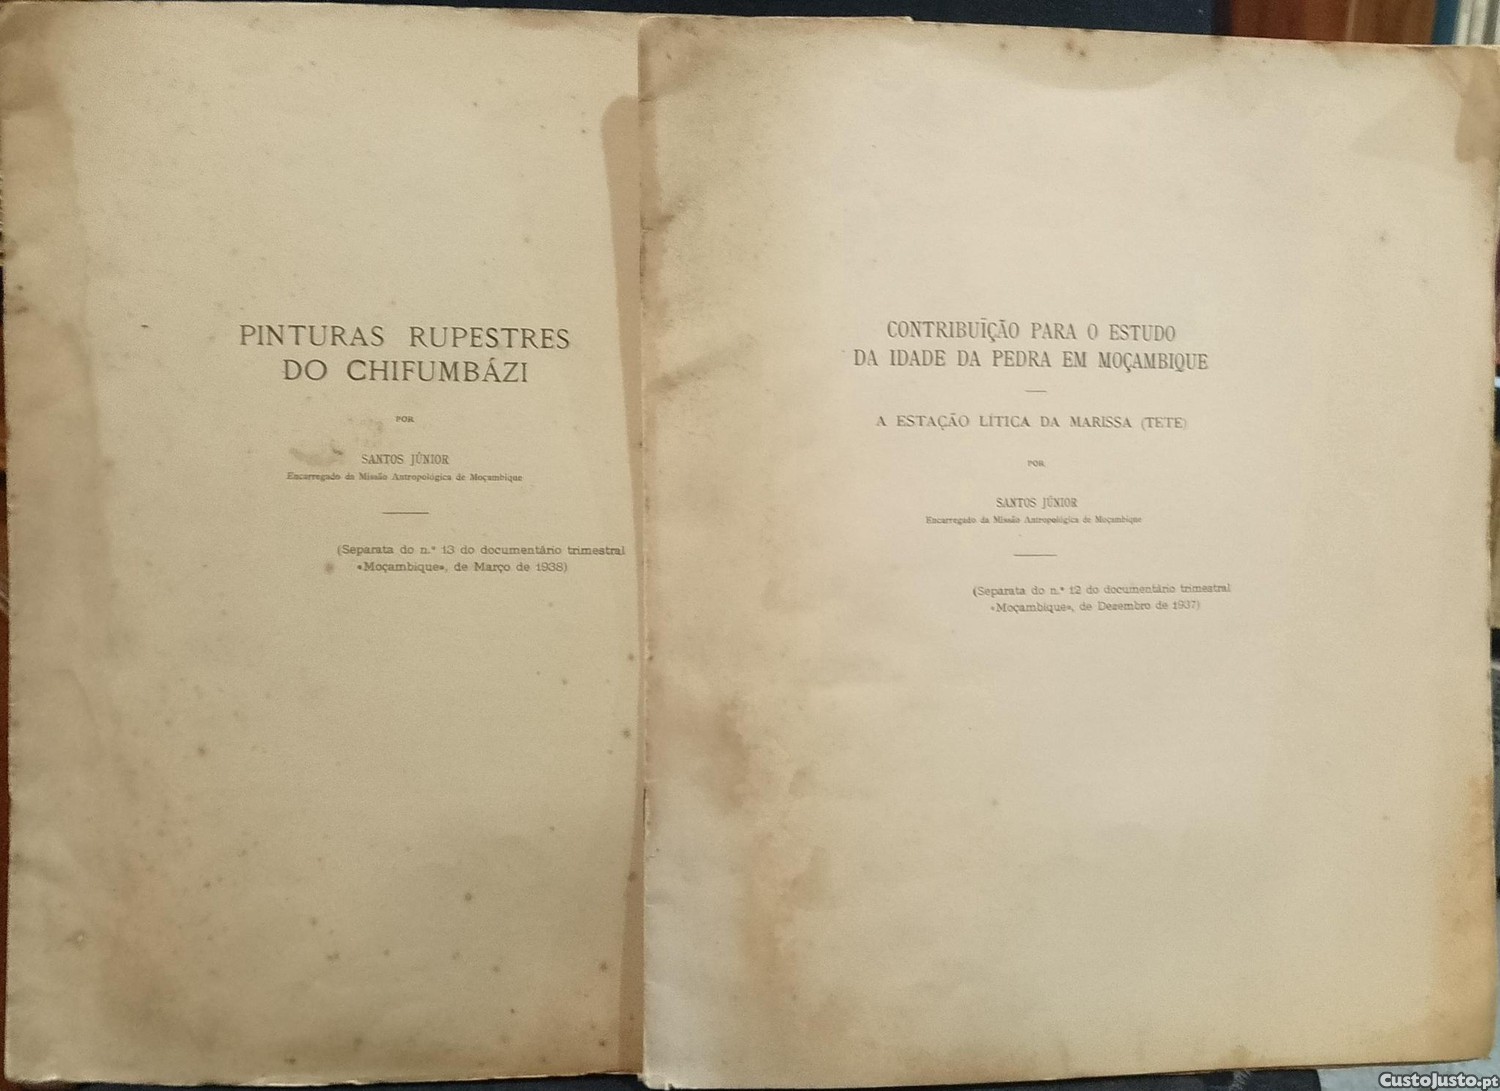 PINTURAS RUPESTRES
DO CHIFUMBÁZI
POR
SANTOS JÚNIOR
Encarregado da Missão Antropológica de Moçambique
(Separata do n.º 13 do documentário trimestral
«Moçambique», de Março de 1938)
CONTRIBUÏÇÃO PARA O ESTUDO
DA IDADE DA PEDRA EM MOÇAMBIQUE
A ESTAÇÃO LÍTICA DA MARISSA (TETE)
POR
SANTOS JÚNIOR
Encarregado da Missão Antropológica de Moçambique
(Separata do n.º 12 do documentário trimestral
«Moçambique», de Dezembro de 1937)
CustoJusto.pt